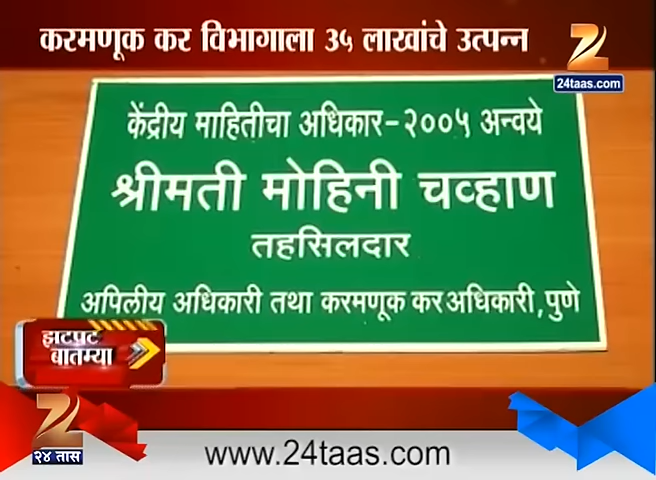 करमणूक कर विभागाला ३५ लाखांचे उत्पन्न
24taas.com
केंद्रीय माहितीचा अधिकार-२००५ अन्वये
श्रीमती मोहिनी चव्हाण
तहसिलदार
अपिलीय अधिकारी तथा करमणूक कर अधिकारी, पुणे
झटपट
बातम्या
२४ तास
www.24taas.com